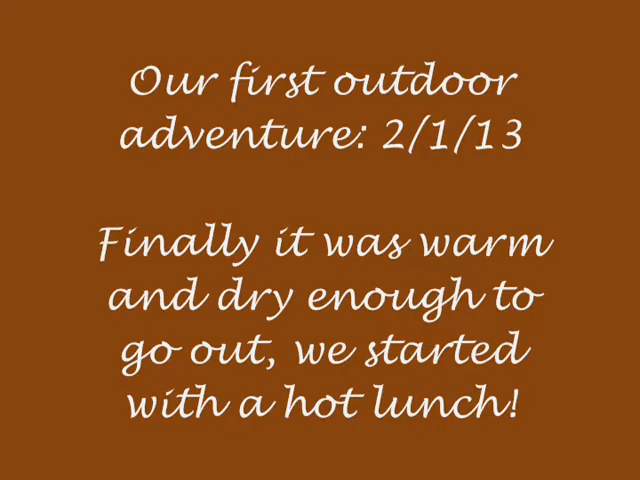 Our first outdoor
adventure: 2/1/13
Finally it was warm
and dry enough to
go out, we started
with a hot lunch!